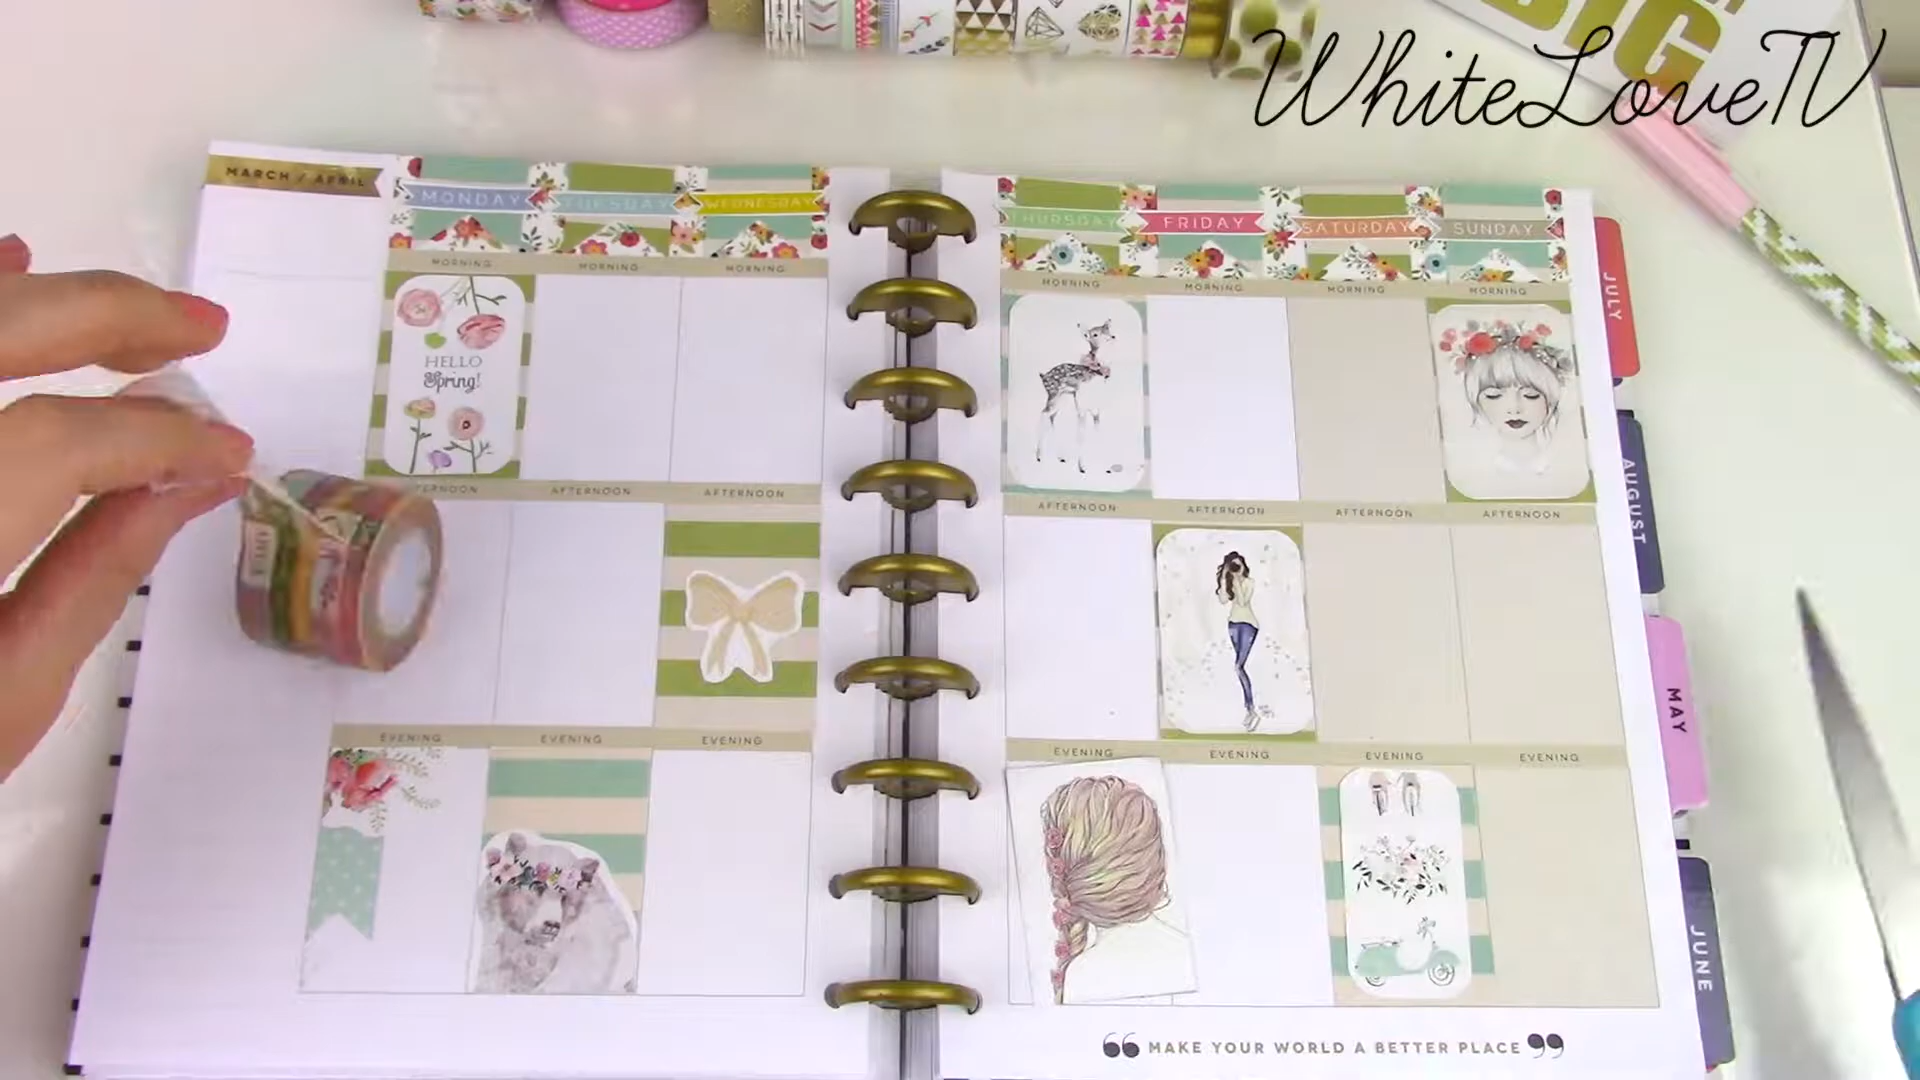 BIG
WhiteLoveTV
MARCH / APRIL
MONDAY
TUESDAY
WEDNESDAY
THURSDAY
FRIDAY
SATURDAY
SUNDAY
MORNING
MORNING
MORNING
MORNING
MORNING
MORNING
MORNING
HELLO
Spring!
AFTERNOON
AFTERNOON
AFTERNOON
AFTERNOON
AFTERNOON
AFTERNOON
EVENING
EVENING
EVENING
EVENING
EVENING
EVENING
EVENING
JULY
AUGUST
MAY
JUNE
❝ MAKE YOUR WORLD A BETTER PLACE ❞